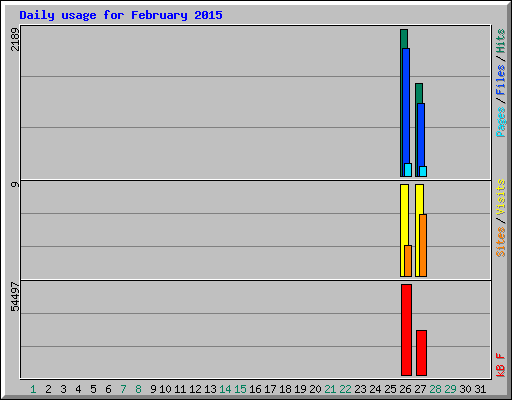 Daily usage for February 2015
2189
9
54497
Pages/Files/Hits
Sites/Visits
kB F
1 2 3 4 5 6 7 8 9 10 11 12 13 14 15 16 17 18 19 20 21 22 23 24 25 26 27 28 29 30 31